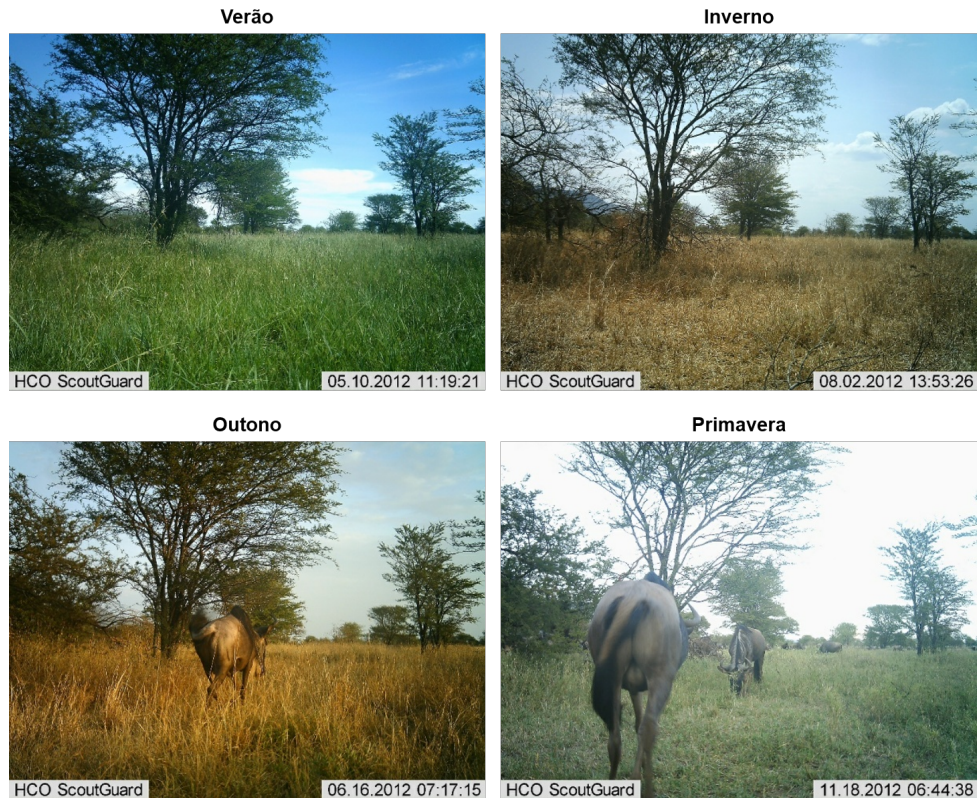 Verão
Inverno
HCO ScoutGuard
05.10.2012 11:19:21
HCO ScoutGuard
08.02.2012 13:53:26
Outono
Primavera
HCO ScoutGuard
06.16.2012 07:17:15
HCO ScoutGuard
11.18.2012 06:44:38